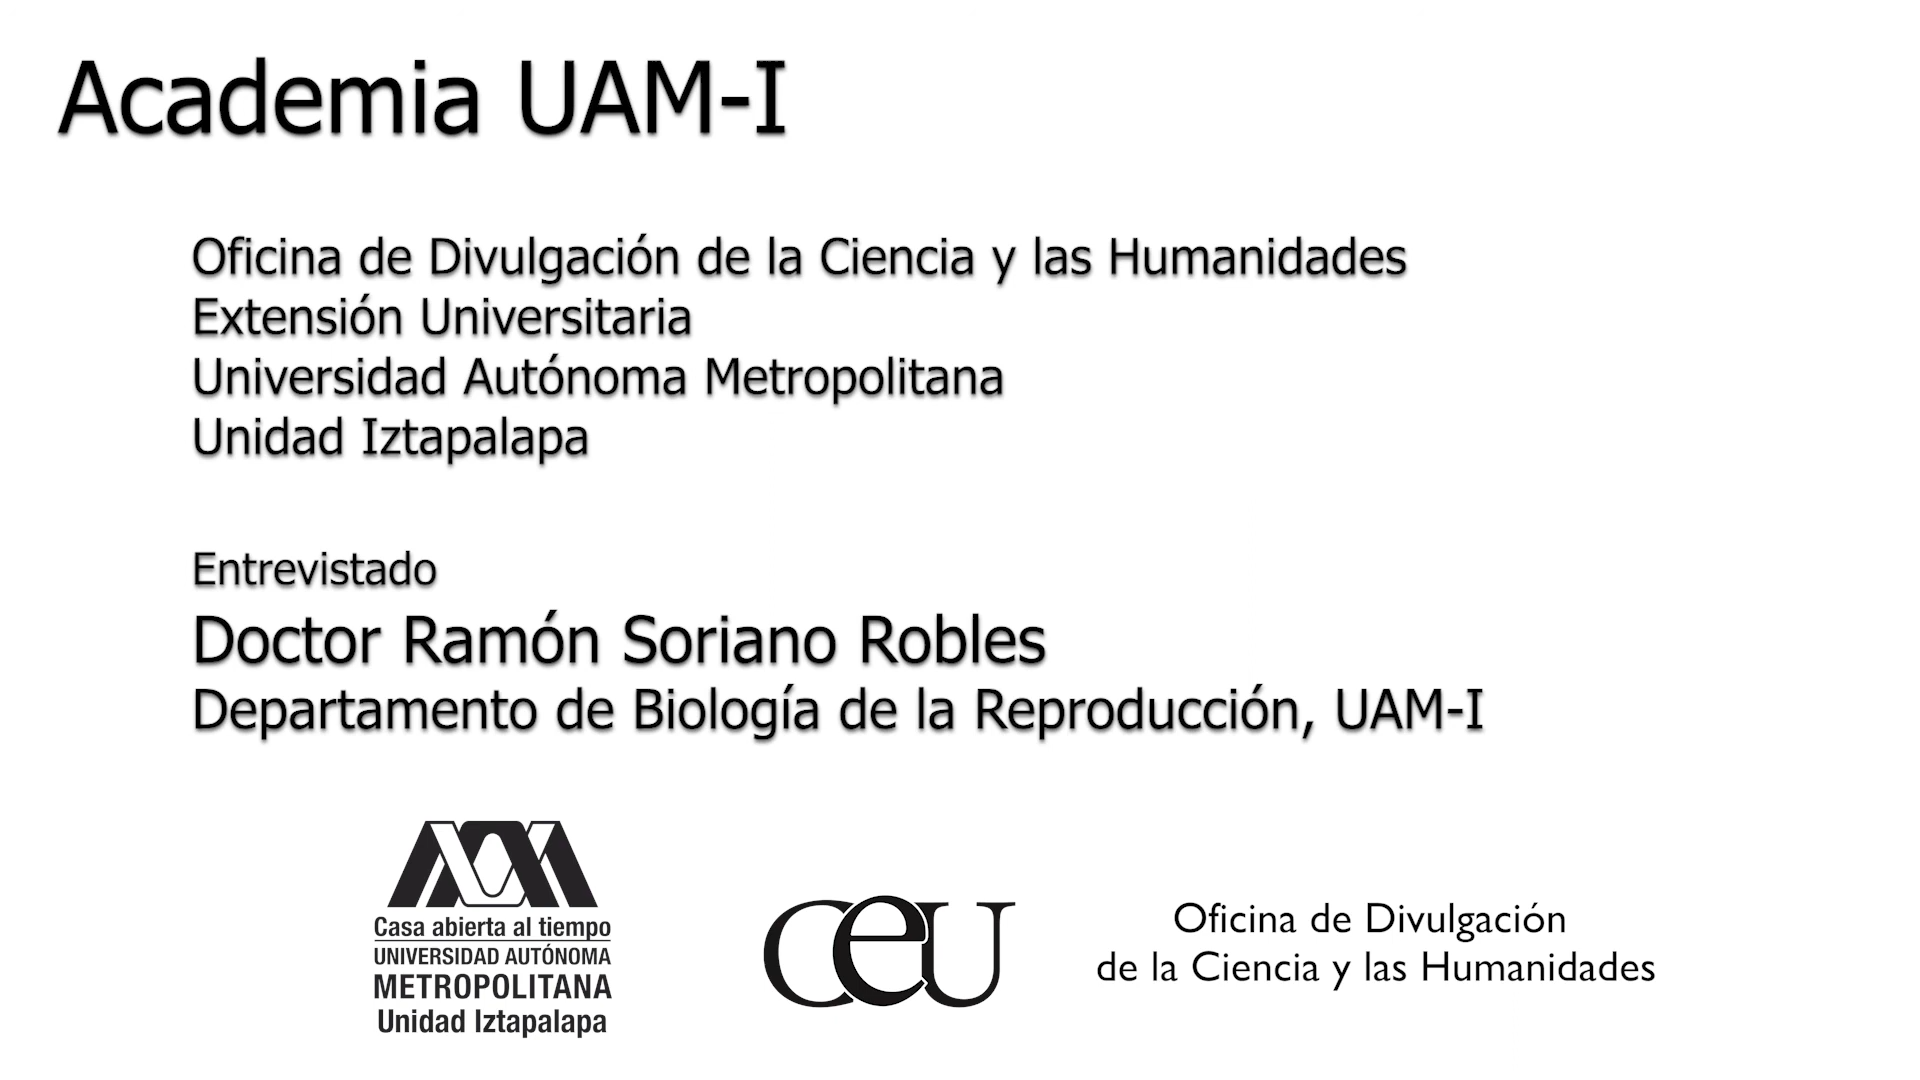 Academia UAM-I
Oficina de Divulgación de la Ciencia y las Humanidades
Extensión Universitaria
Universidad Autónoma Metropolitana
Unidad Iztapalapa
Entrevistado
Doctor Ramón Soriano Robles
Departamento de Biología de la Reproducción, UAM-I
Casa abierta al tiempo
UNIVERSIDAD AUTÓNOMA
METROPOLITANA
Unidad Iztapalapa
CeU
Oficina de Divulgación
de la Ciencia y las Humanidades